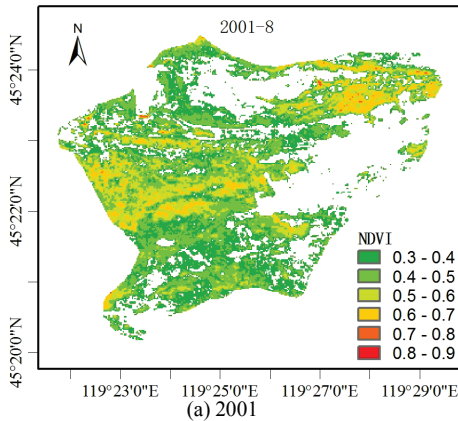 2001-8
N
45°24'0"N
45°22'0"N
45°20'0"N
NDVI
0.3 - 0.4
0.4 - 0.5
0.5 - 0.6
0.6 - 0.7
0.7 - 0.8
0.8 - 0.9
119°23'0"E 119°25'0"E 119°27'0"E 119°29'0"E
(a) 2001